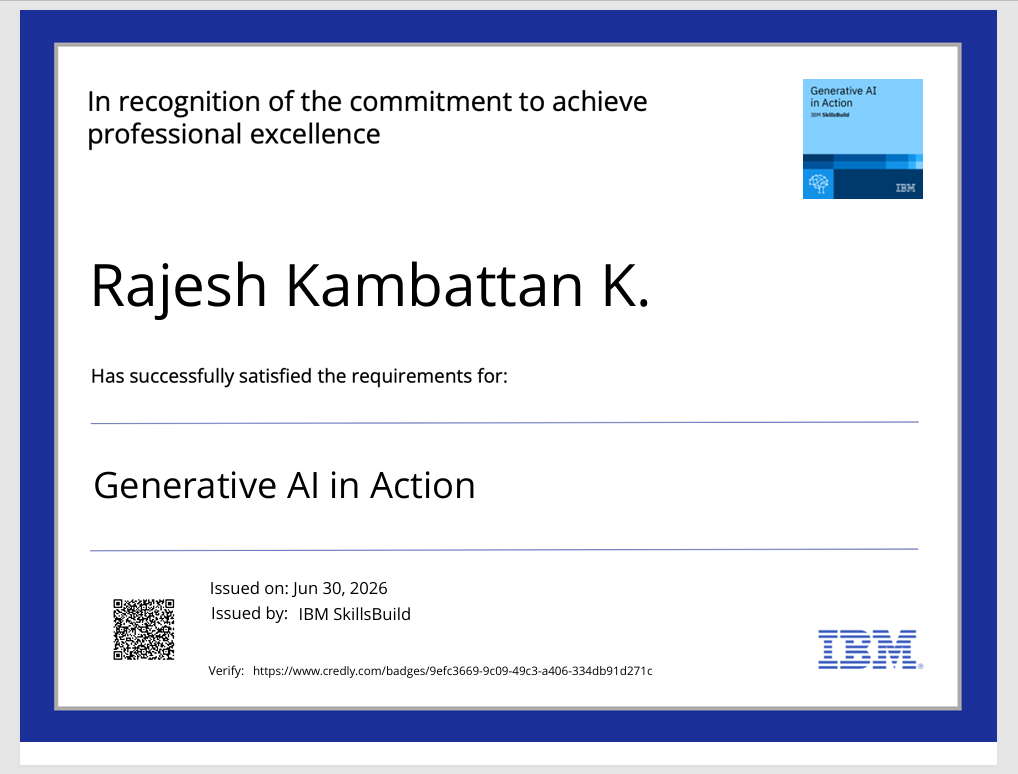 In recognition of the commitment to achieve
professional excellence
Generative AI
in Action
IBM SkillsBuild
IBM
Rajesh Kambattan K.
Has successfully satisfied the requirements for:
Generative AI in Action
Issued on: Jun 30, 2026
Issued by: IBM SkillsBuild
Verify: https://www.credly.com/badges/9efc3669-9c09-49c3-a406-334db91d271c
IBM®